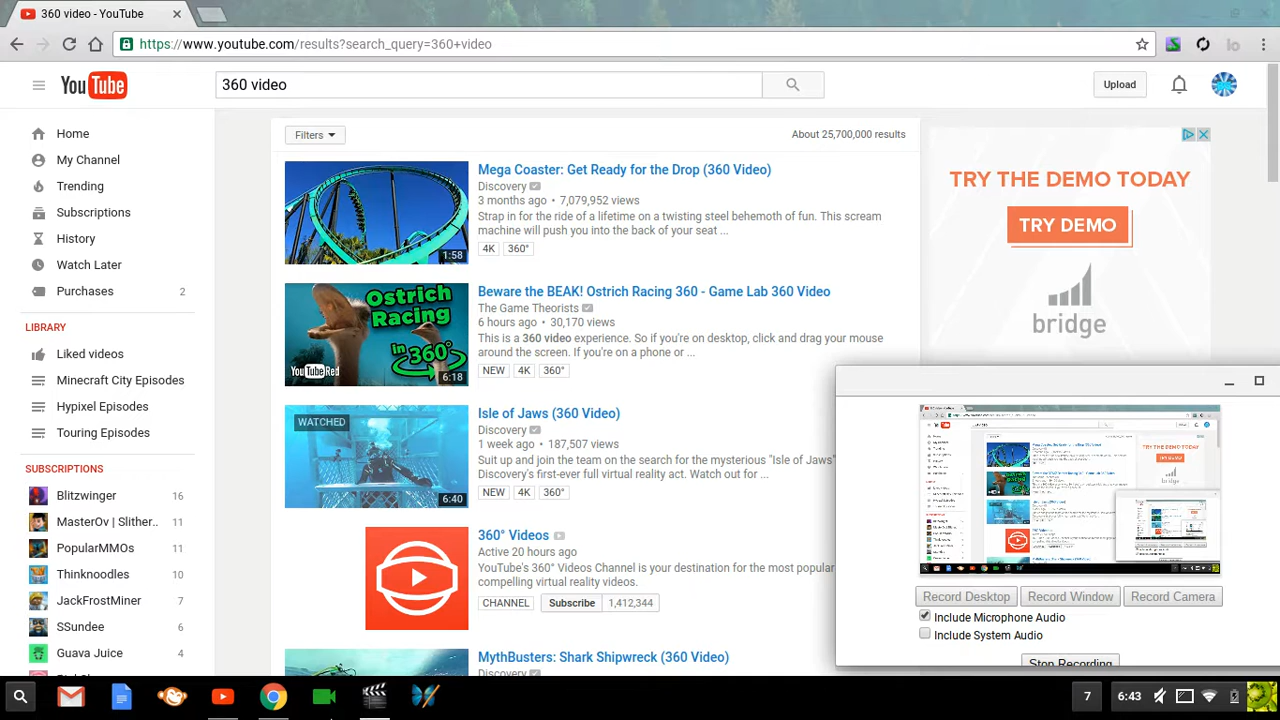 360 video - YouTube
https://www.youtube.com/results?search_query=360+video
YouTube
360 video
Upload
Home
My Channel
Trending
Subscriptions
History
Watch Later
Purchases 2
LIBRARY
Liked videos
Minecraft City Episodes
Hypixel Episodes
Touring Episodes
SUBSCRIPTIONS
Blitzwinger 16
MasterOv | Slither.. 11
PopularMMOs 11
Thinknoodles 10
JackFrostMiner 7
SSundee 6
Guava Juice 4
Filters
About 25,700,000 results
1:58
Mega Coaster: Get Ready for the Drop (360 Video)
Discovery
3 months ago • 7,079,952 views
Strap in for the ride of a lifetime on a twisting steel behemoth of fun. This scream
machine will push you into the back of your seat ...
4K 360°
Ostrich
Racing
in 360°
YouTube Red
6:18
Beware the BEAK! Ostrich Racing 360 - Game Lab 360 Video
The Game Theorists
6 hours ago • 30,170 views
This is a 360 video experience. So if you're on desktop, click and drag your mouse
around the screen. If you're on a phone or ...
NEW 4K 360°
WATCHED
6:40
Isle of Jaws (360 Video)
Discovery
1 week ago • 187,507 views
Suit up and join the team on the search for the mysterious "Isle of Jaws"
Discovery's first-ever full virtual reality act. Watch out for ...
NEW 4K 360°
360° Videos
Active 20 hours ago
YouTube's 360° Videos Channel is your destination for the most popular
compelling virtual reality videos.
CHANNEL Subscribe 1,412,344
MythBusters: Shark Shipwreck (360 Video)
Discovery
TRY THE DEMO TODAY
TRY DEMO
bridge
Record Desktop Record Window Record Camera
Include Microphone Audio
Include System Audio
Stop Recording
7 6:43